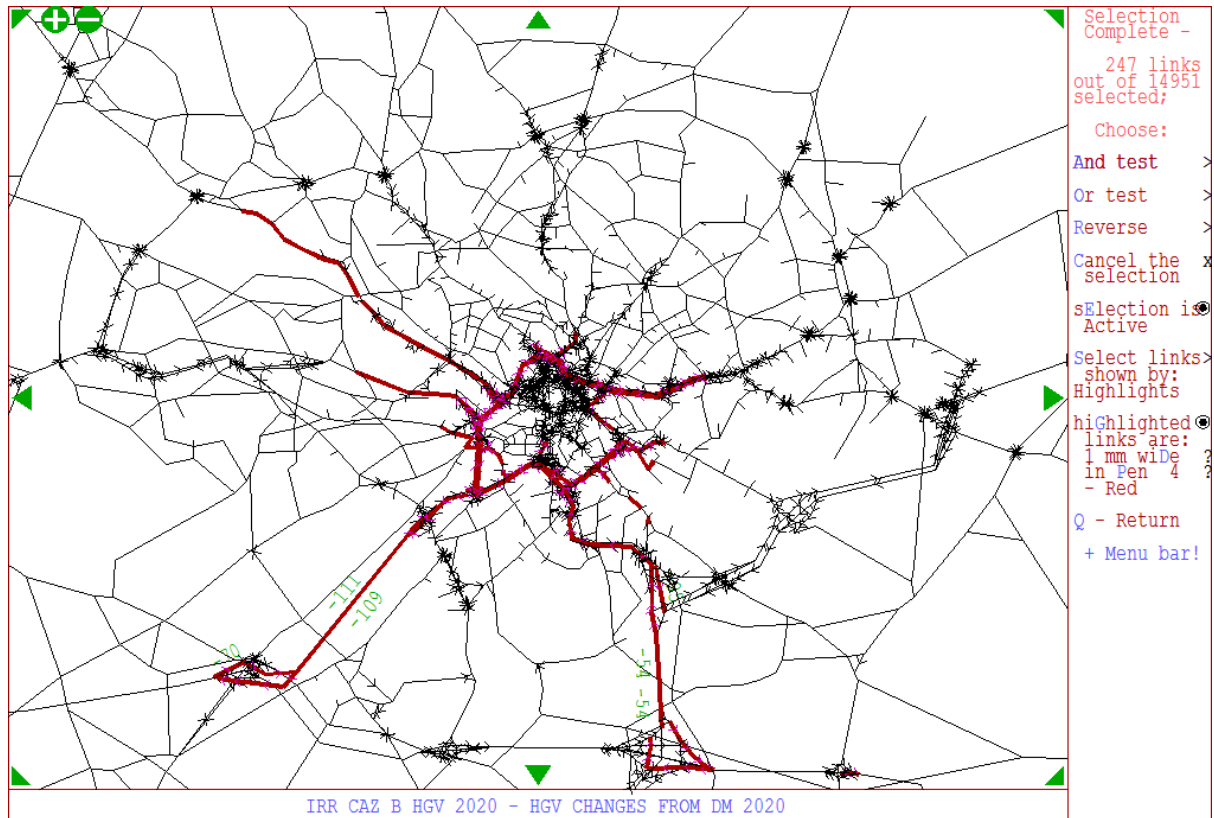 Selection
Complete -
247 links
out of 14951
selected;
Choose:
And test >
Or test >
Reverse >
Cancel the x
selection
sElection is
Active
Select links>
shown by:
Highlights
hiGhlighted
links are:
1 mm wiDe ?
in Pen 4 ?
- Red
Q - Return
+ Menu bar!
-111
-109
-70
-54 -54
IRR CAZ B HGV 2020 - HGV CHANGES FROM DM 2020